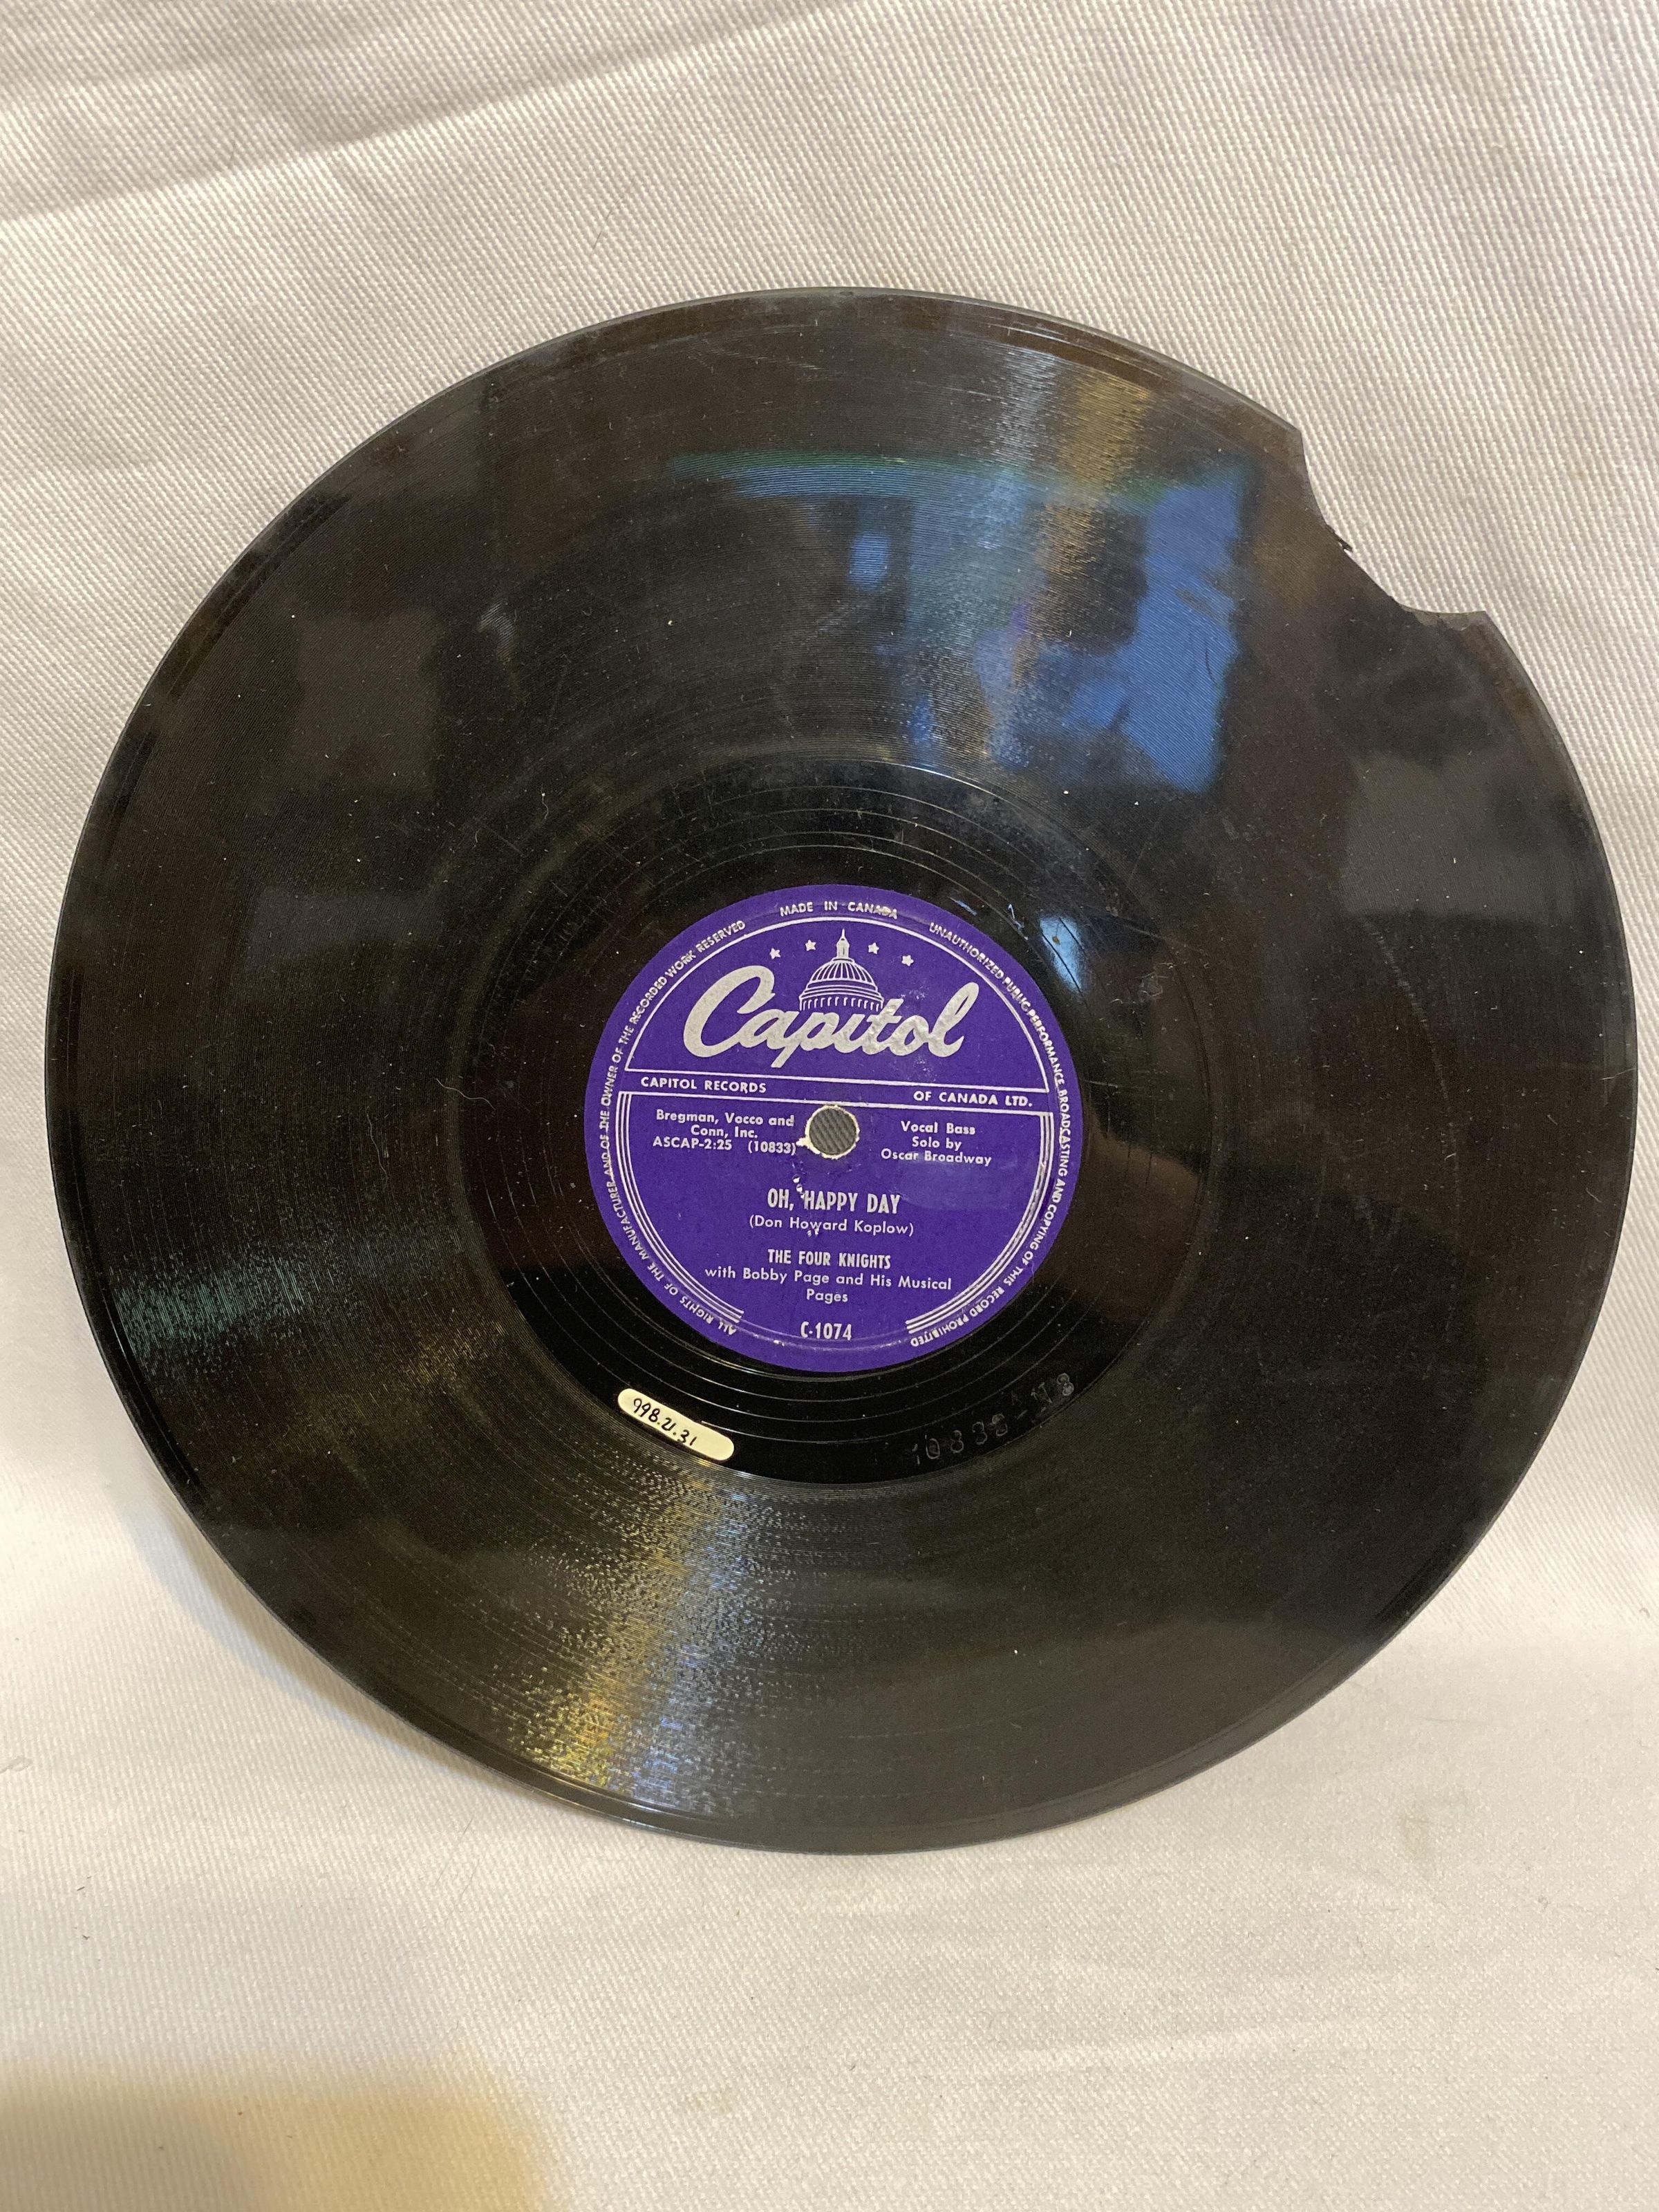 MADE IN CANADA
UNAUTHORIZED PUBLIC PERFORMANCE, BROADCASTING AND COPYING OF THIS RECORD PROHIBITED
ALL RIGHTS OF THE MANUFACTURER AND OF THE OWNER OF THE RECORDED WORK RESERVED
Capitol
CAPITOL RECORDS OF CANADA LTD.
Bregman, Vocco and
Conn, Inc.
ASCAP-2:25 (10833)
Vocal Bass
Solo by
Oscar Broadway
OH, HAPPY DAY
(Don Howard Koplow)
THE FOUR KNIGHTS
with Bobby Page and His Musical
Pages
C-1074
998.21.31